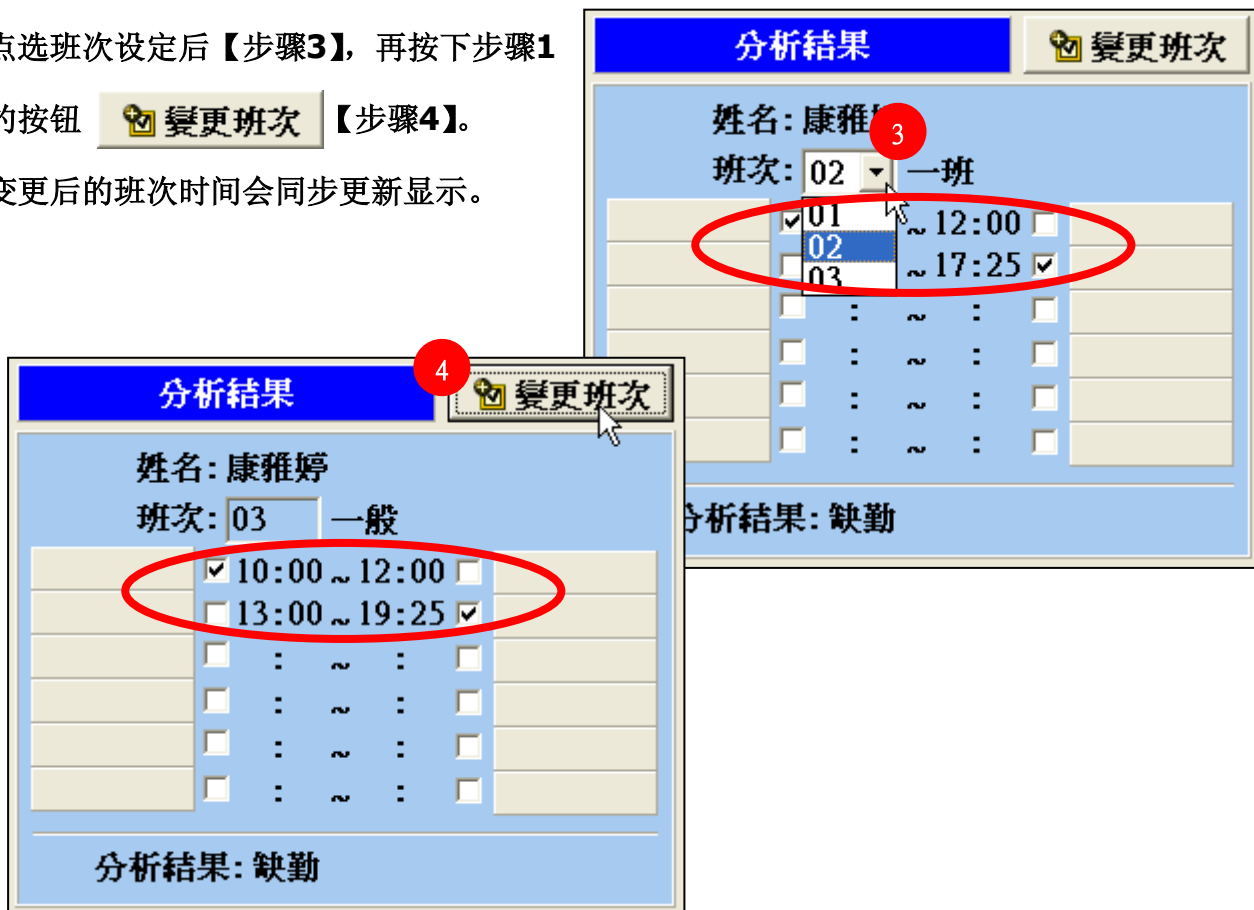 点选班次设定后【步骤3】，再按下步骤1
的按钮 變更班次 【步骤4】。
变更后的班次时间会同步更新显示。
分析結果 變更班次
姓名:康雅
3
班次:02 一班
01 ~12:00
02
~17:25
03
: ~ :
: ~ :
: ~ :
: ~ :
分析結果:缺勤
4
分析結果 變更班次
姓名:康雅婷
班次:03 一般
10:00~12:00
13:00~19:25
: ~ :
: ~ :
: ~ :
: ~ :
分析結果:缺勤